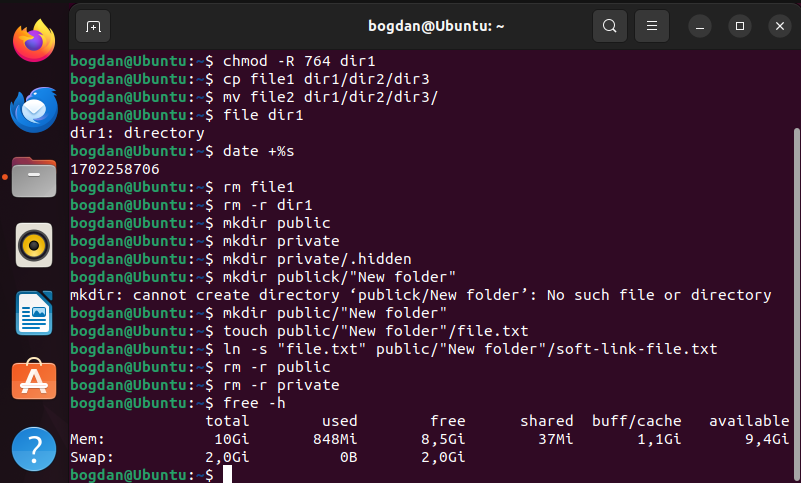 bogdan@Ubuntu: ~
bogdan@Ubuntu:~$ chmod -R 764 dir1
bogdan@Ubuntu:~$ cp file1 dir1/dir2/dir3
bogdan@Ubuntu:~$ mv file2 dir1/dir2/dir3/
bogdan@Ubuntu:~$ file dir1
dir1: directory
bogdan@Ubuntu:~$ date +%s
1702258706
bogdan@Ubuntu:~$ rm file1
bogdan@Ubuntu:~$ rm -r dir1
bogdan@Ubuntu:~$ mkdir public
bogdan@Ubuntu:~$ mkdir private
bogdan@Ubuntu:~$ mkdir private/.hidden
bogdan@Ubuntu:~$ mkdir publick/"New folder"
mkdir: cannot create directory ‘publick/New folder’: No such file or directory
bogdan@Ubuntu:~$ mkdir public/"New folder"
bogdan@Ubuntu:~$ touch public/"New folder"/file.txt
bogdan@Ubuntu:~$ ln -s "file.txt" public/"New folder"/soft-link-file.txt
bogdan@Ubuntu:~$ rm -r public
bogdan@Ubuntu:~$ rm -r private
bogdan@Ubuntu:~$ free -h
total used free shared buff/cache available
Mem: 10Gi 848Mi 8,5Gi 37Mi 1,1Gi 9,4Gi
Swap: 2,0Gi 0B 2,0Gi
bogdan@Ubuntu:~$